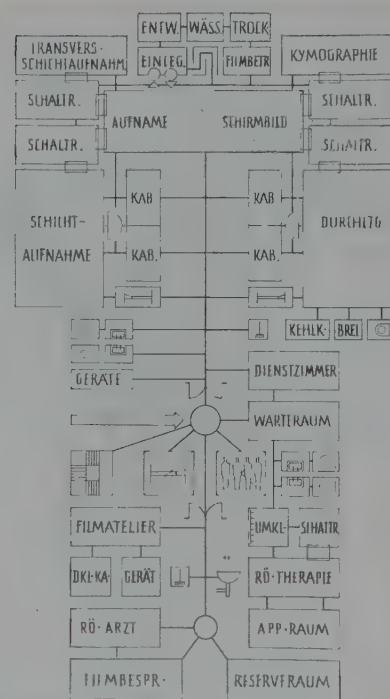 ENTW. WÄSS TROCK
TRANSVERS-
SCHICHTAUFNAHM.
EINLEG. FILMBETR
KYMOGRAPHIE
SCHALTR. SCHALTR.
AUFNAME SCHIRMBILD
SCHALTR. SCHALTR.
KAB KAB
SCHICHT-
AUFNAHME
DURCHLTG
KAB. KAB.
KEHLK- BREI
GERÄTE
DIENSTZIMMER
WARTERAUM
FILMATELIER UMKL- SCHALTR
DKL-KA- GERÄT
RÖ-THERAPIE
RÖ-ARZT APP-RAUM
FILMBESPR- RESERVERAUM